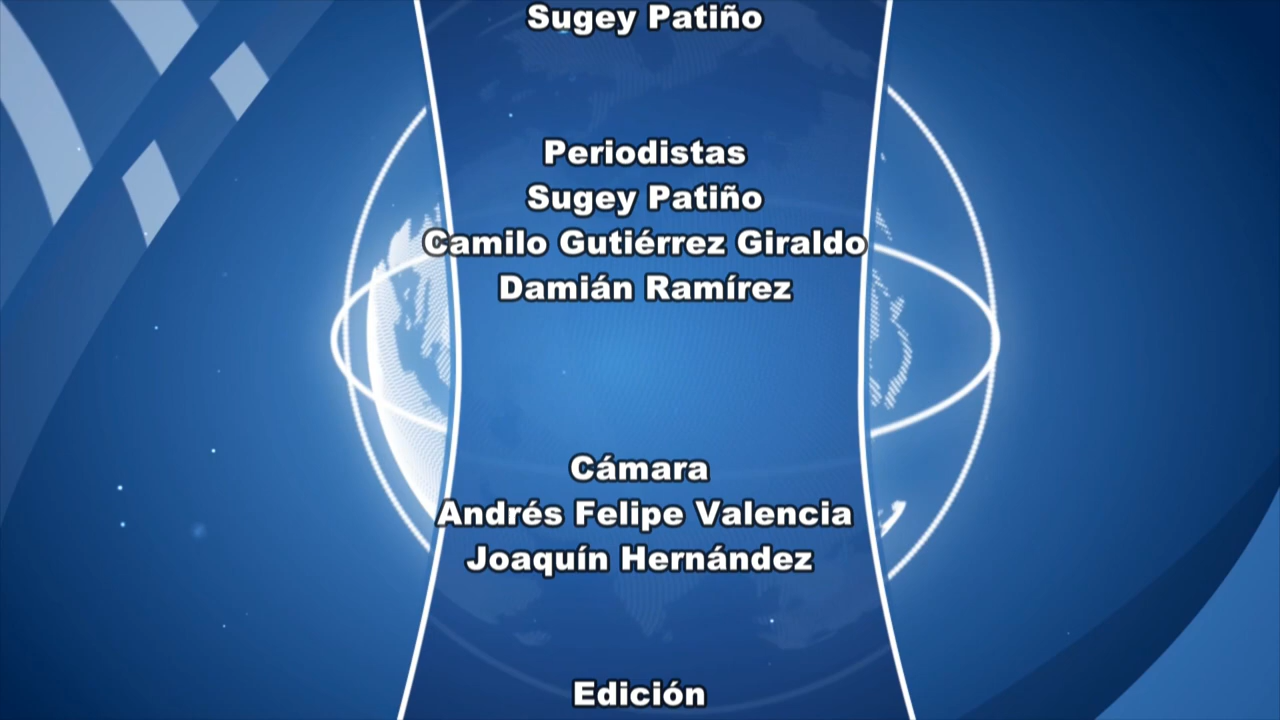 Sugey Patiño
Periodistas
Sugey Patiño
Camilo Gutiérrez Giraldo
Damián Ramírez
Cámara
Andrés Felipe Valencia
Joaquín Hernández
Edición